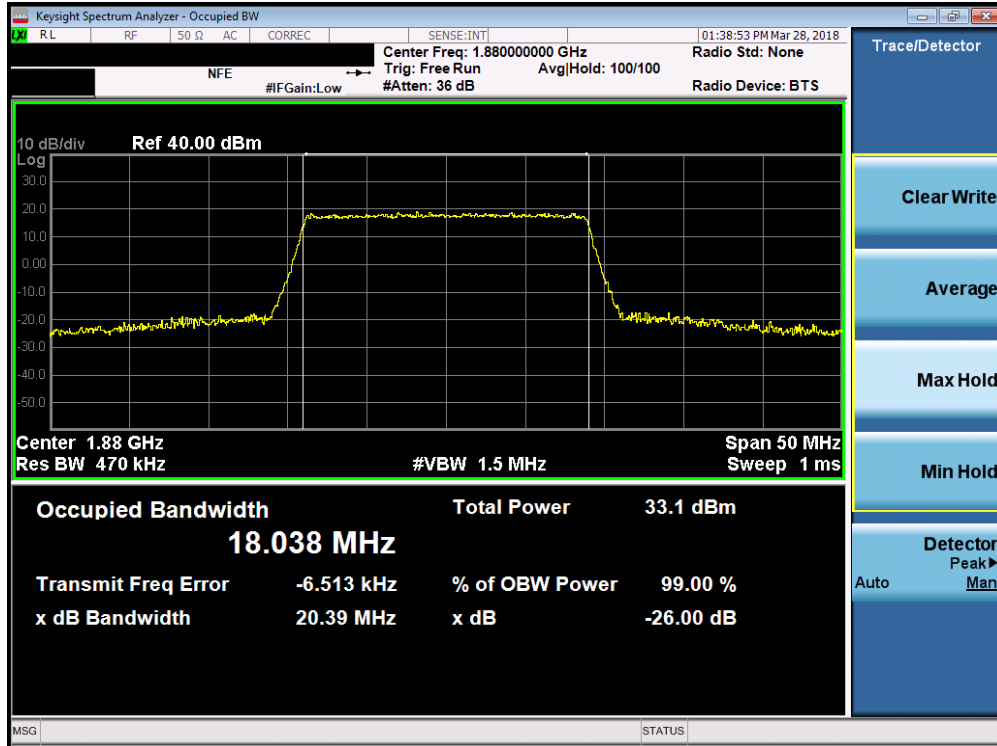 Keysight Spectrum Analyzer - Occupied BW
LXI RL RF 50 Ω AC CORREC SENSE:INT 01:38:53 PM Mar 28, 2018
Center Freq: 1.880000000 GHz Radio Std: None
NFE Trig: Free Run Avg|Hold: 100/100
#IFGain:Low #Atten: 36 dB Radio Device: BTS
10 dB/div Ref 40.00 dBm
Log
30.0
20.0
10.0
0.00
-10.0
-20.0
-30.0
-40.0
-50.0
Center 1.88 GHz Span 50 MHz
Res BW 470 kHz #VBW 1.5 MHz Sweep 1 ms
Occupied Bandwidth Total Power 33.1 dBm
18.038 MHz
Transmit Freq Error -6.513 kHz % of OBW Power 99.00 %
x dB Bandwidth 20.39 MHz x dB -26.00 dB
MSG STATUS
Trace/Detector
Clear Write
Average
Max Hold
Min Hold
Detector
Peak▶
Auto Man